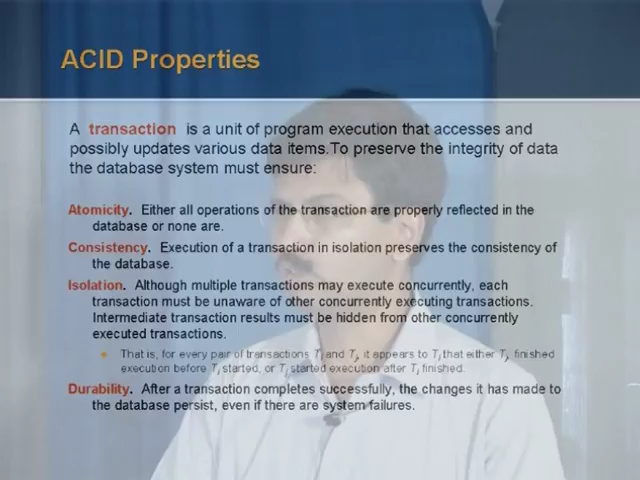 ACID Properties
A transaction is a unit of program execution that accesses and
possibly updates various data items.To preserve the integrity of data
the database system must ensure:
Atomicity. Either all operations of the transaction are properly reflected in the
database or none are.
Consistency. Execution of a transaction in isolation preserves the consistency of
the database.
Isolation. Although multiple transactions may execute concurrently, each
transaction must be unaware of other concurrently executing transactions.
Intermediate transaction results must be hidden from other concurrently
executed transactions.
That is, for every pair of transactions Ti and Tj, it appears to Ti that either Tj, finished
execution before Ti started, or Tj started execution after Ti finished.
Durability. After a transaction completes successfully, the changes it has made to
the database persist, even if there are system failures.